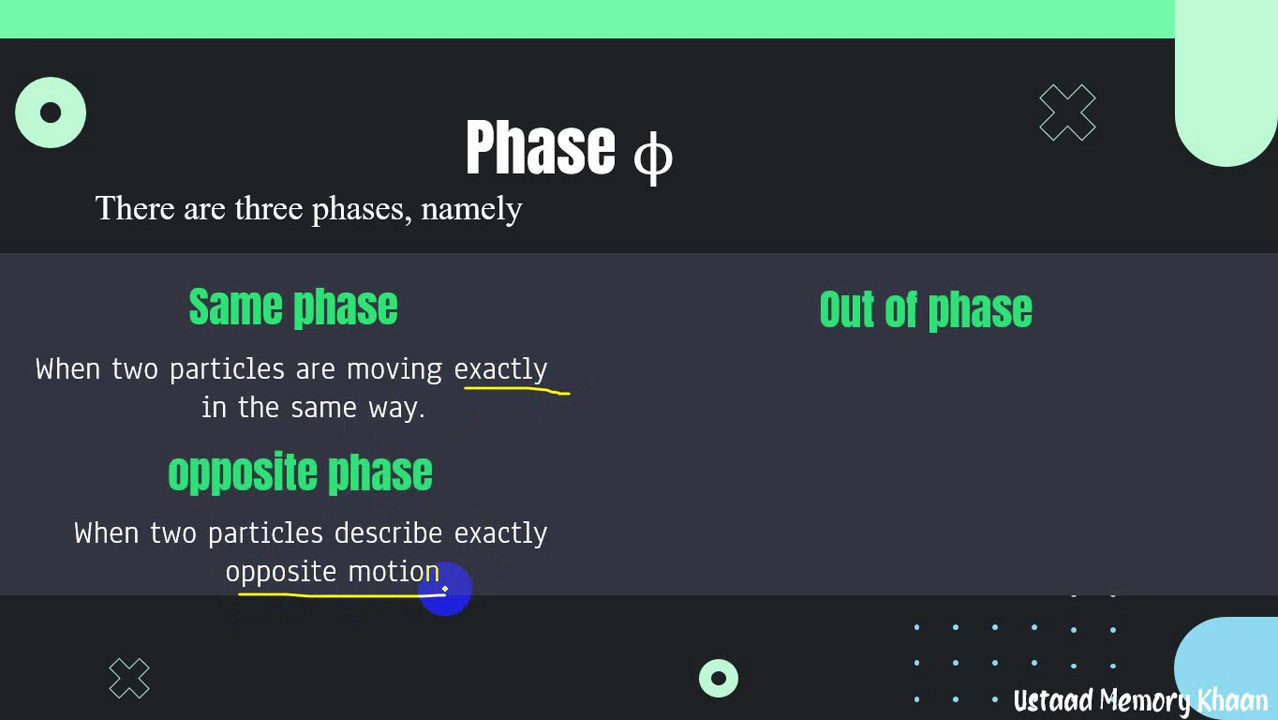 Phase ϕ
There are three phases, namely
Same phase
When two particles are moving exactly
in the same way.
opposite phase
When two particles describe exactly
opposite motion
Out of phase
Ustaad Memory Khaan